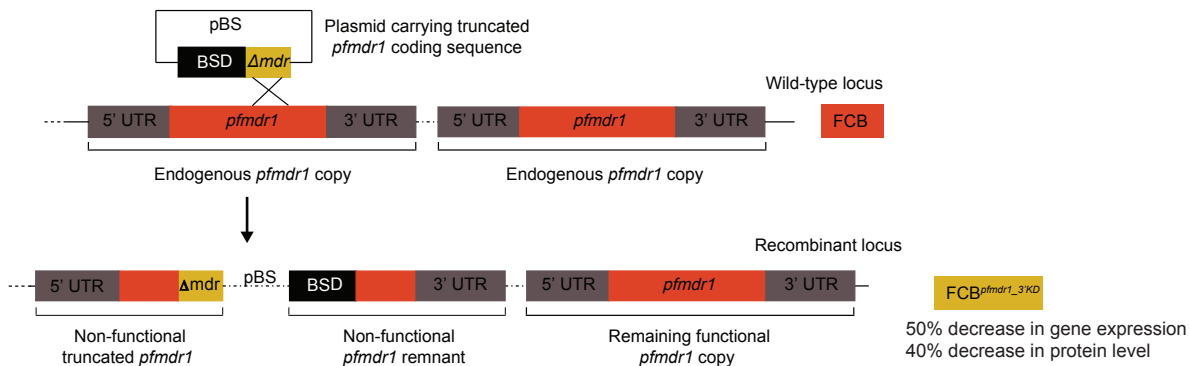 pBS
Plasmid carrying truncated
pfmdr1 coding sequence
BSD Δmdr
Wild-type locus
5' UTR pfmdr1 3' UTR 5' UTR pfmdr1 3' UTR FCB
Endogenous pfmdr1 copy Endogenous pfmdr1 copy
Recombinant locus
5' UTR Δmdr pBS BSD 3' UTR 5' UTR pfmdr1 3' UTR FCBpfmdr1_3'KD
Non-functional
truncated pfmdr1
Non-functional
pfmdr1 remnant
Remaining functional
pfmdr1 copy
50% decrease in gene expression
40% decrease in protein level